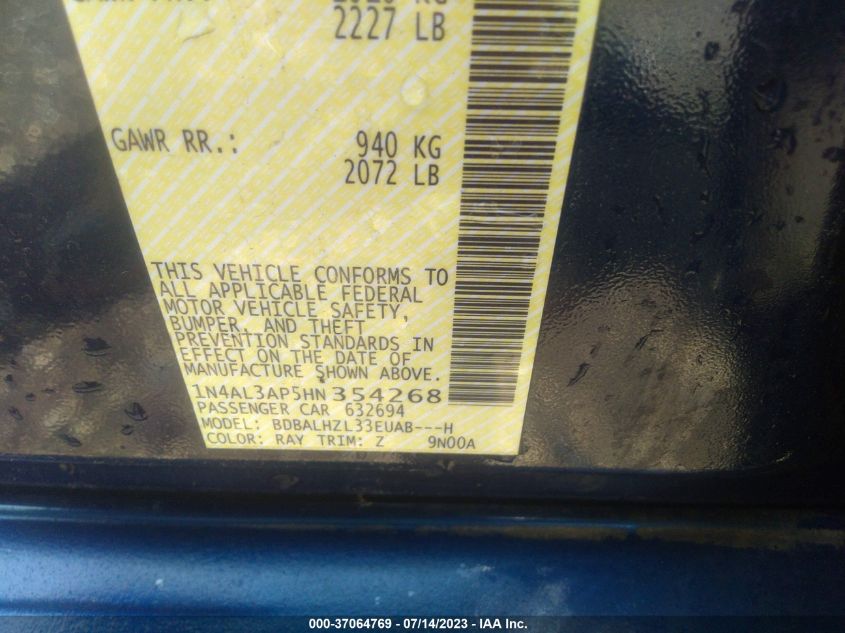 2227 LB
GAWR RR.: 940 KG
2072 LB
THIS VEHICLE CONFORMS TO
ALL APPLICABLE FEDERAL
MOTOR VEHICLE SAFETY,
BUMPER, AND THEFT
PREVENTION STANDARDS IN
EFFECT ON THE DATE OF
MANUFACTURE SHOWN ABOVE.
1N4AL3AP5HN354268
PASSENGER CAR 632694
MODEL: BDBALHZL33EUAB---H
COLOR: RAY TRIM: Z 9N00A
000-37064769 / 07/14/2023 - IAA Inc.